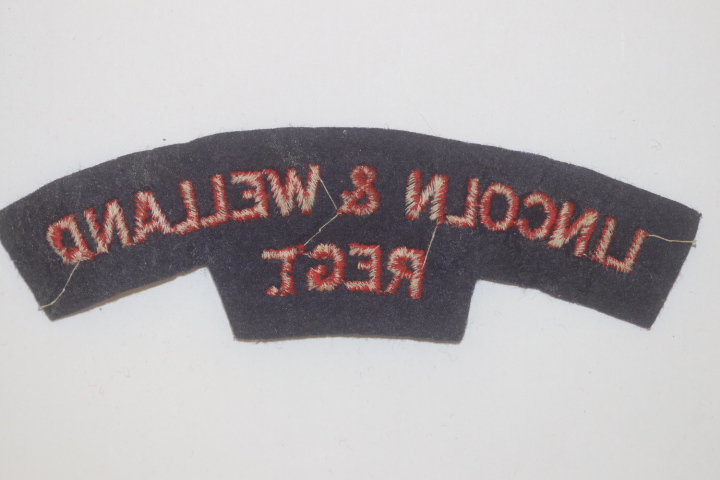 LINCOLN & WELLAND
REGT.